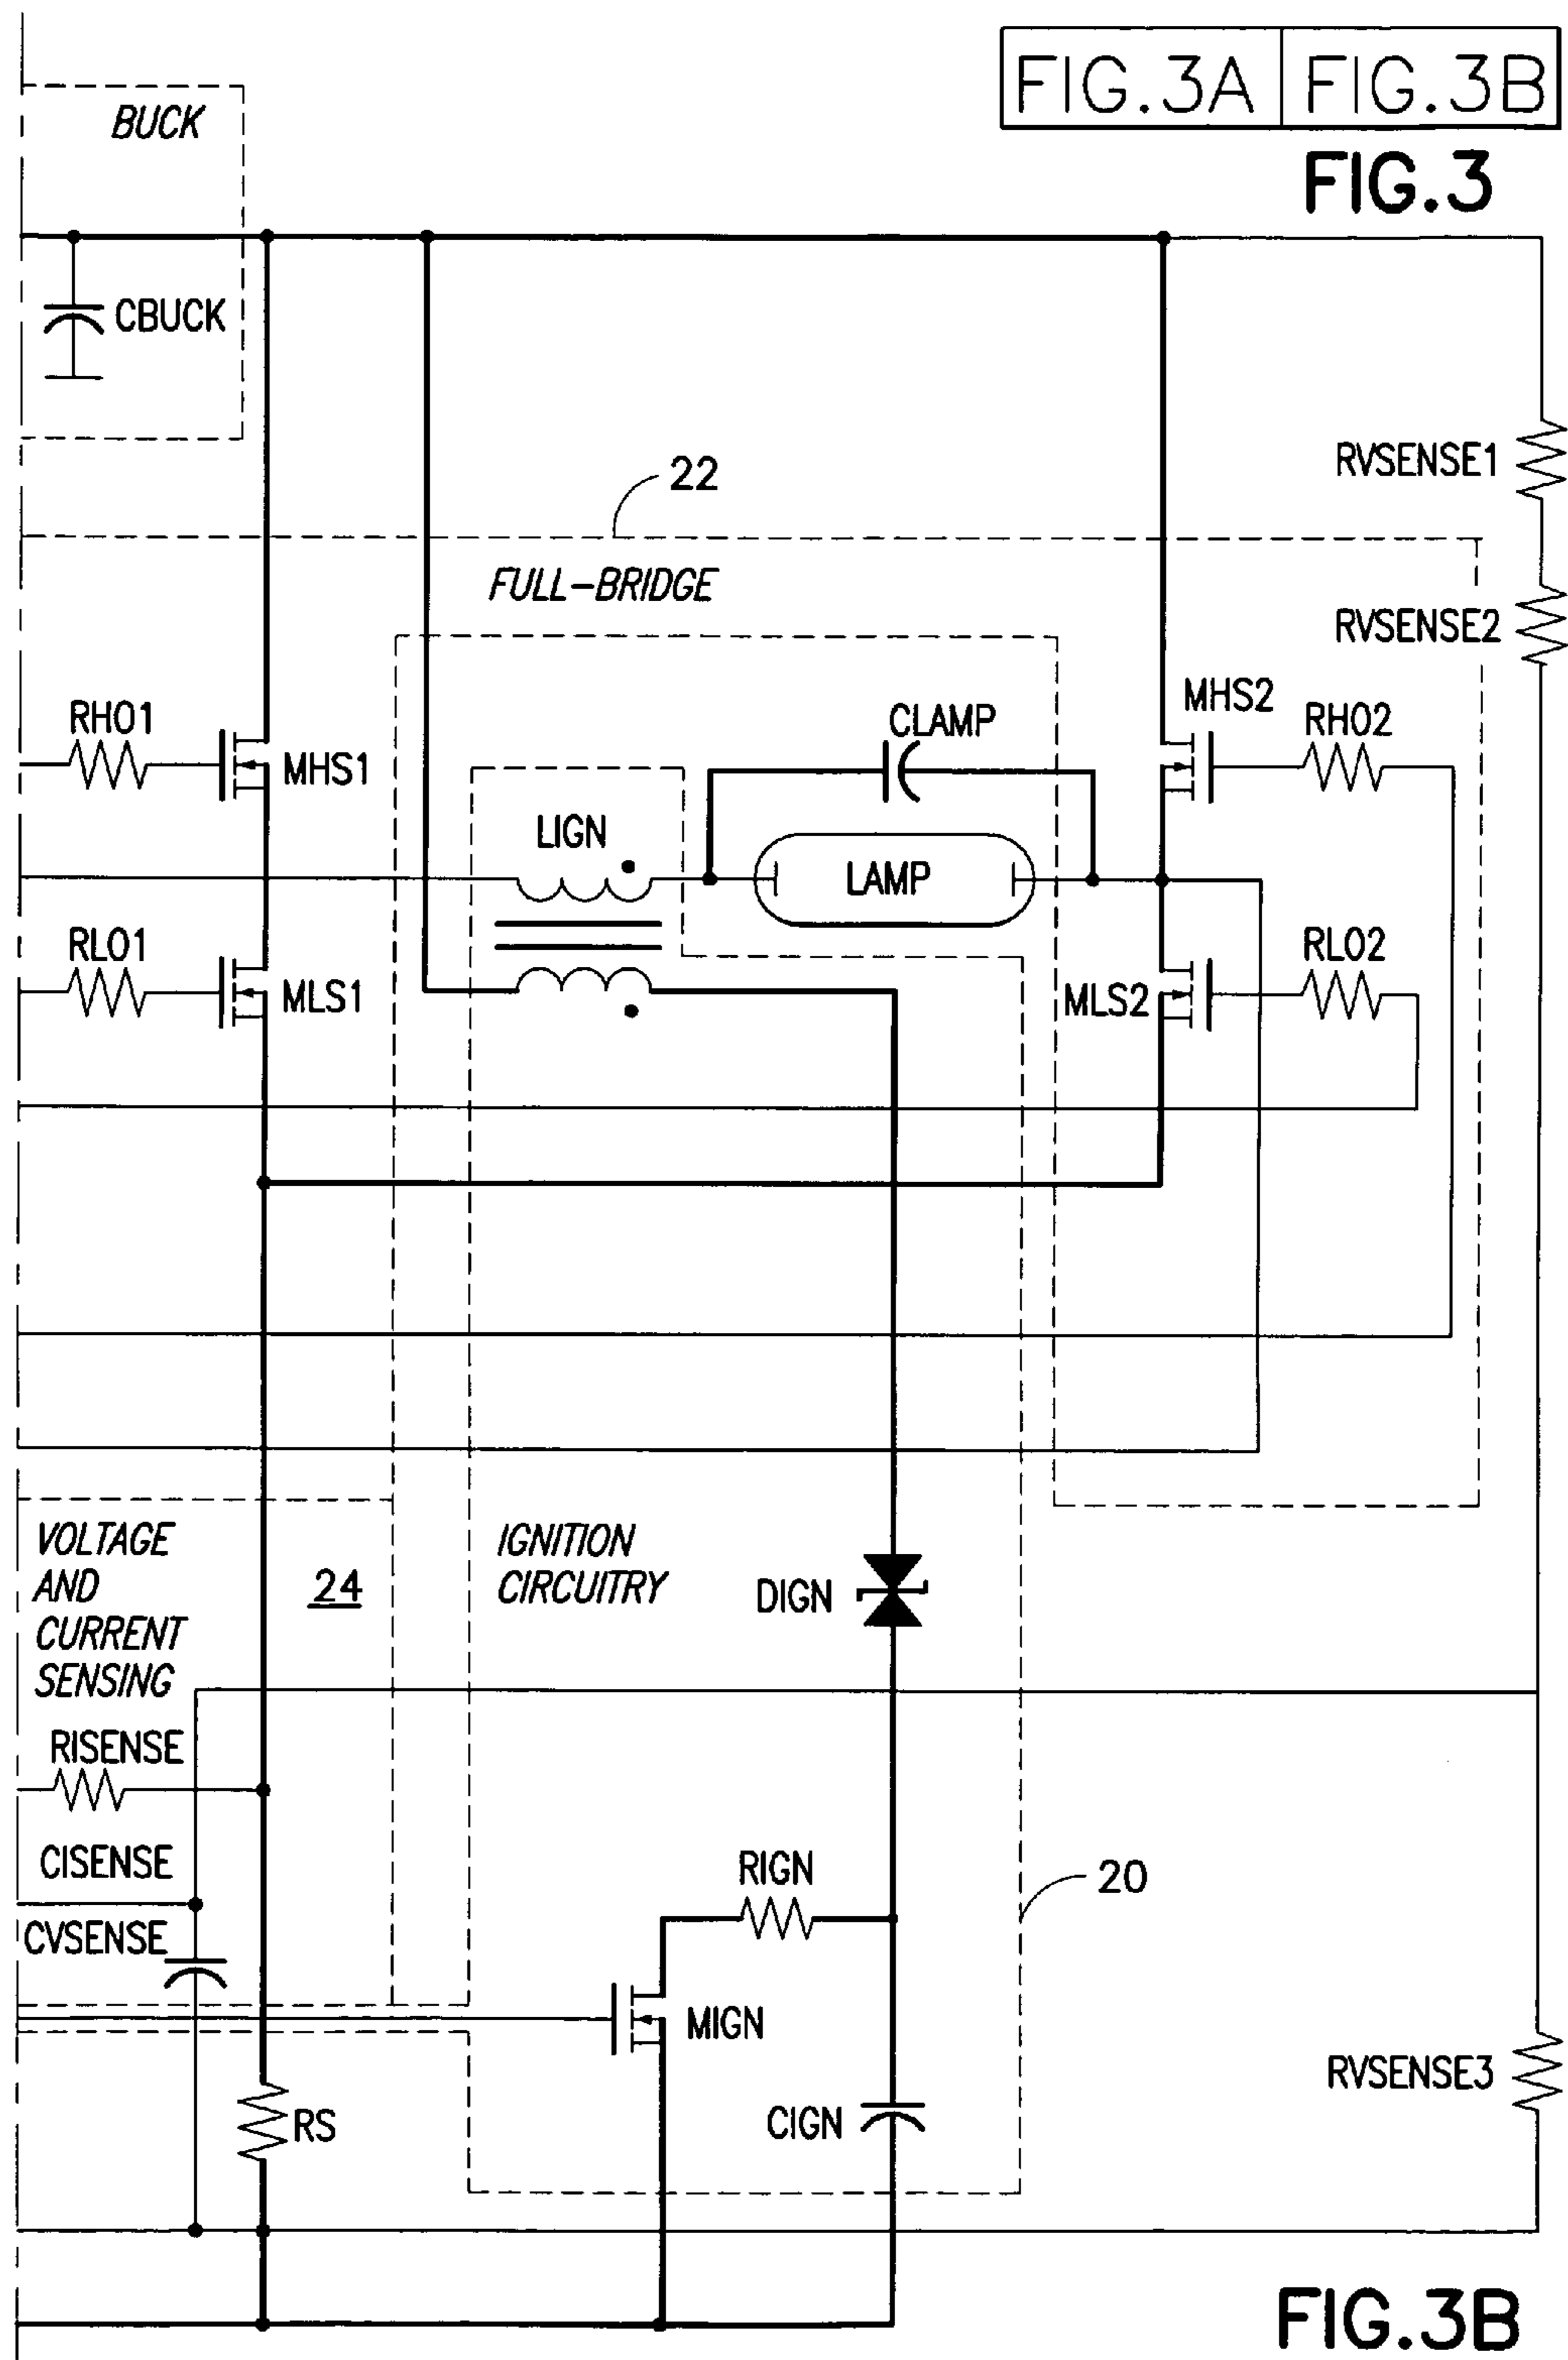 FIG.3A FIG.3B
FIG.3
BUCK
CBUCK
RVSENSE1
22
FULL-BRIDGE
RVSENSE2
MHS2
RHO1
CLAMP
RHO2
MHS1
LIGN
LAMP
RLO1
RLO2
MLS1
MLS2
VOLTAGE
AND
CURRENT
SENSING
24
IGNITION
CIRCUITRY
DIGN
RISENSE
CISENSE
RIGN
20
CVSENSE
MIGN
RVSENSE3
RS
CIGN
FIG.3B